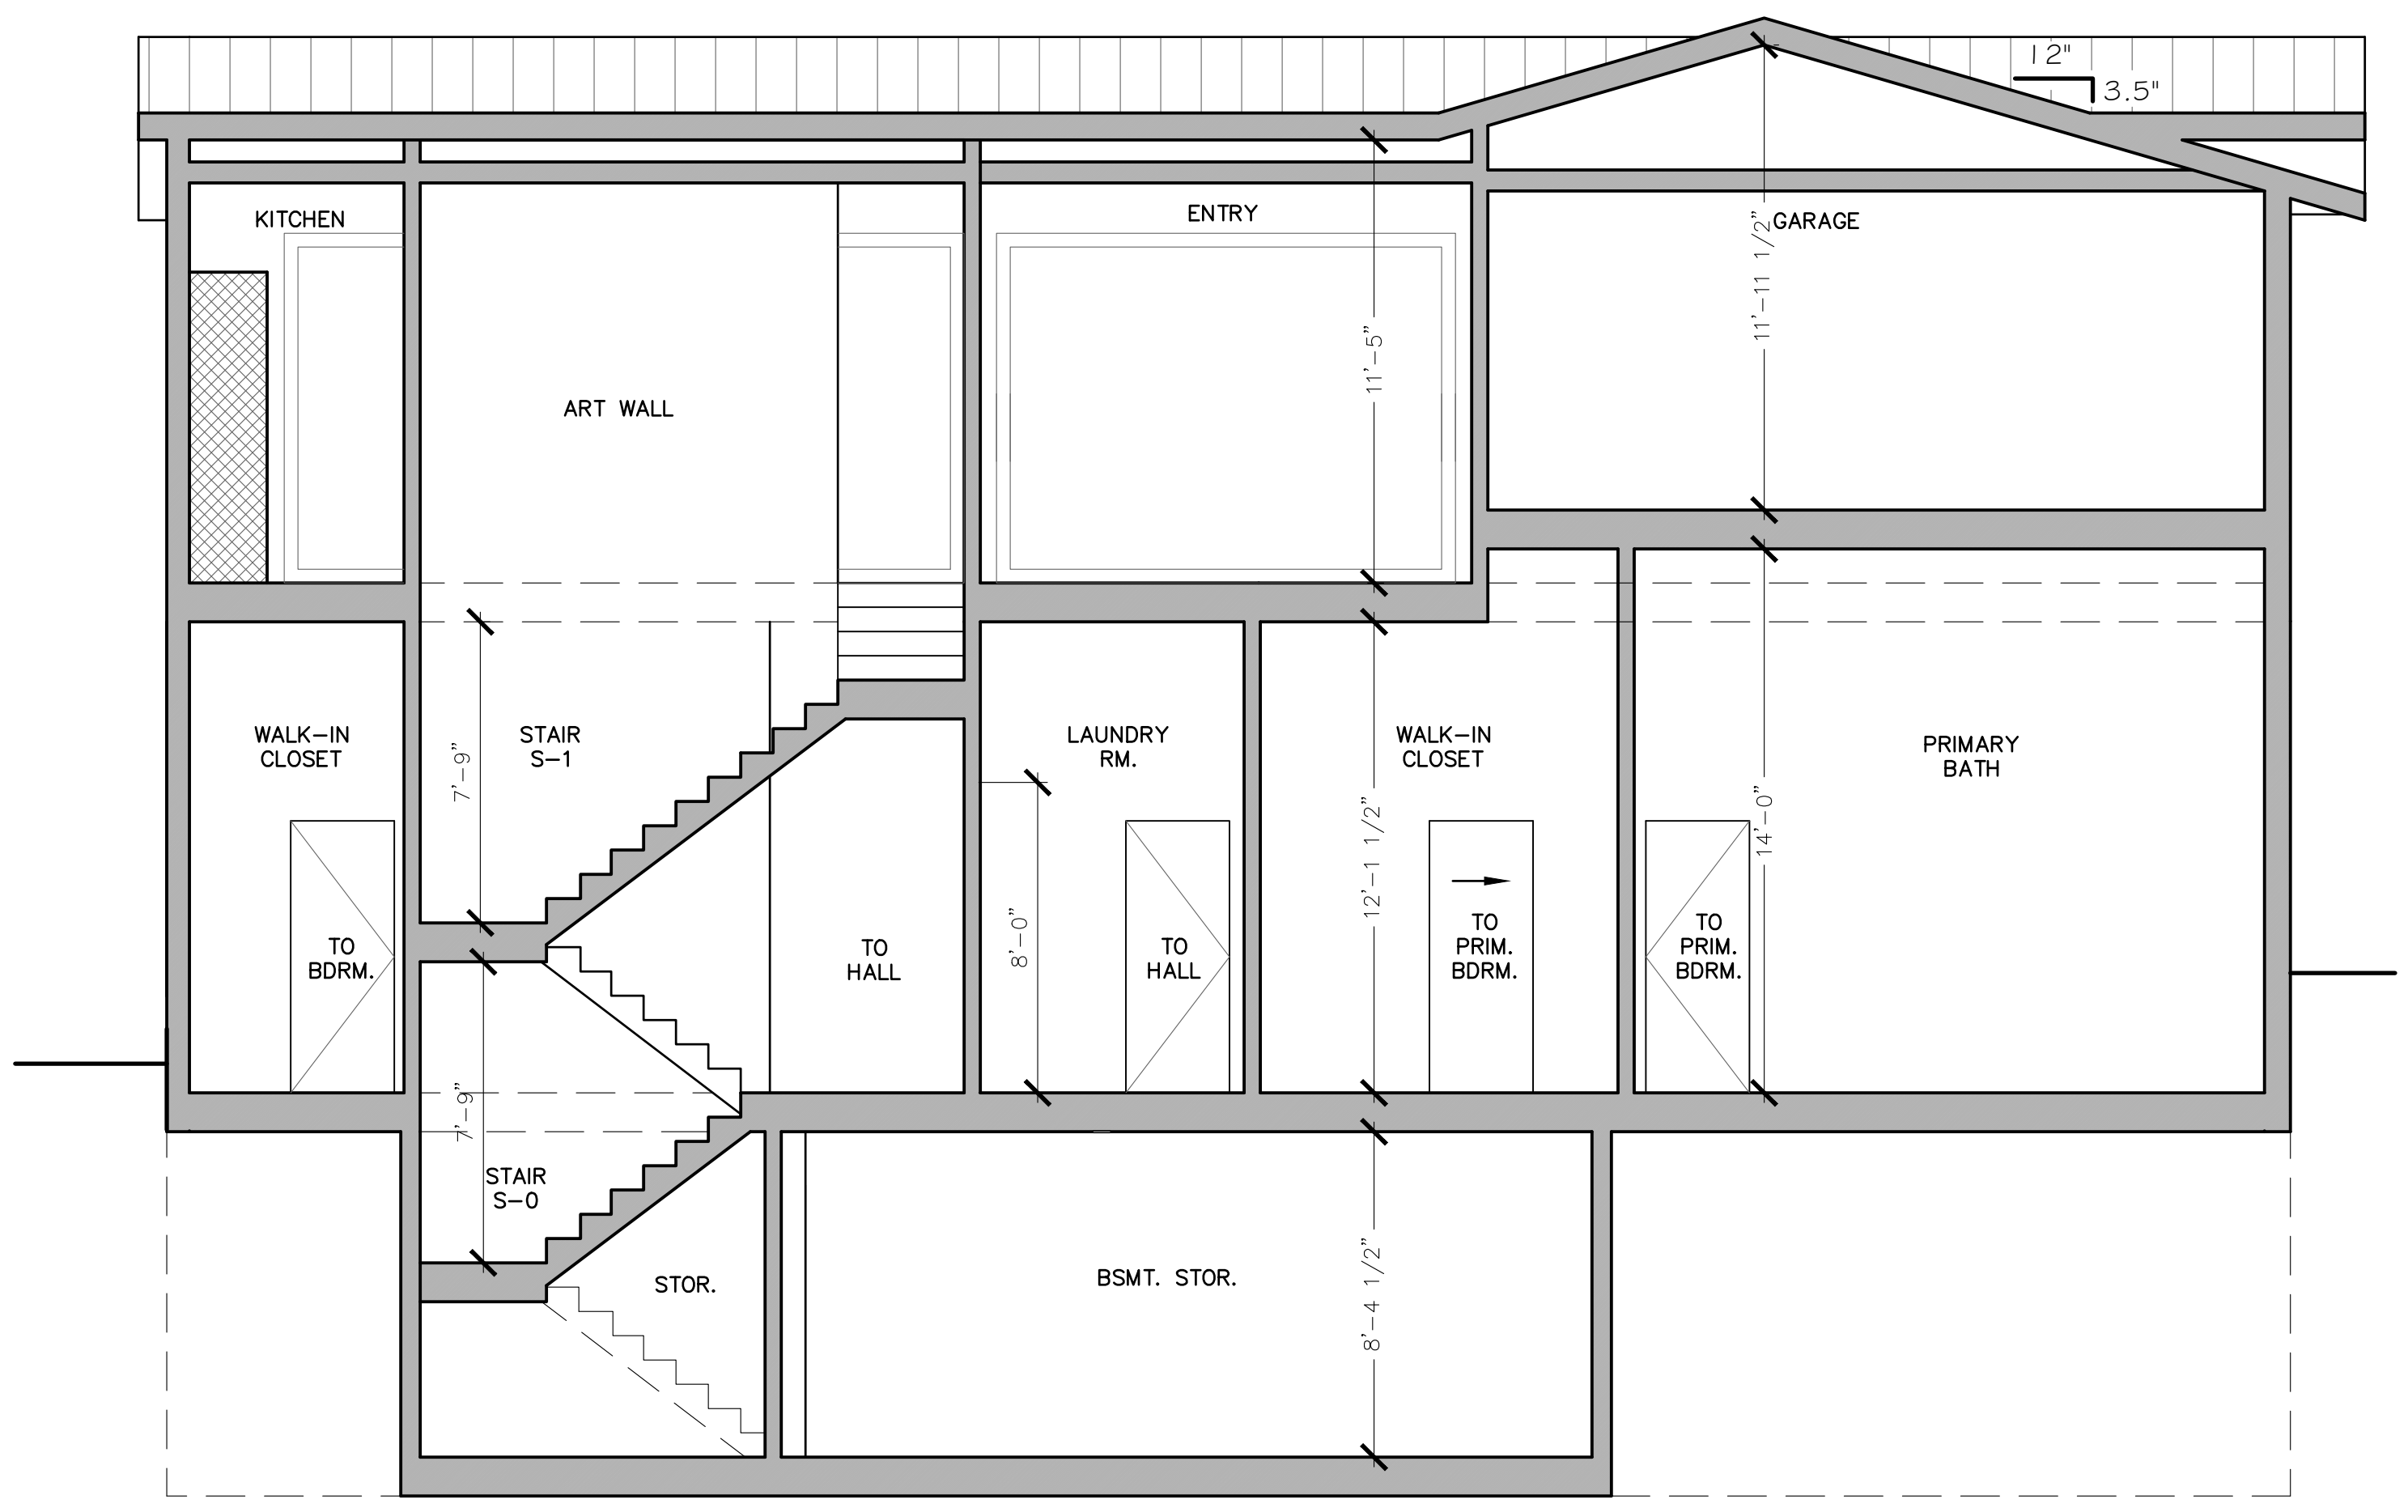 12"
3.5"
KITCHEN
ENTRY
GARAGE
11'-11 1/2"
11'-5"
ART WALL
WALK-IN
CLOSET
STAIR
S-1
7'-9"
LAUNDRY
RM.
WALK-IN
CLOSET
PRIMARY
BATH
12'-1 1/2"
14'-0"
8'-0"
TO
BDRM.
TO
HALL
TO
HALL
TO
PRIM.
BDRM.
TO
PRIM.
BDRM.
7'-9"
STAIR
S-0
STOR.
BSMT. STOR.
8'-4 1/2"